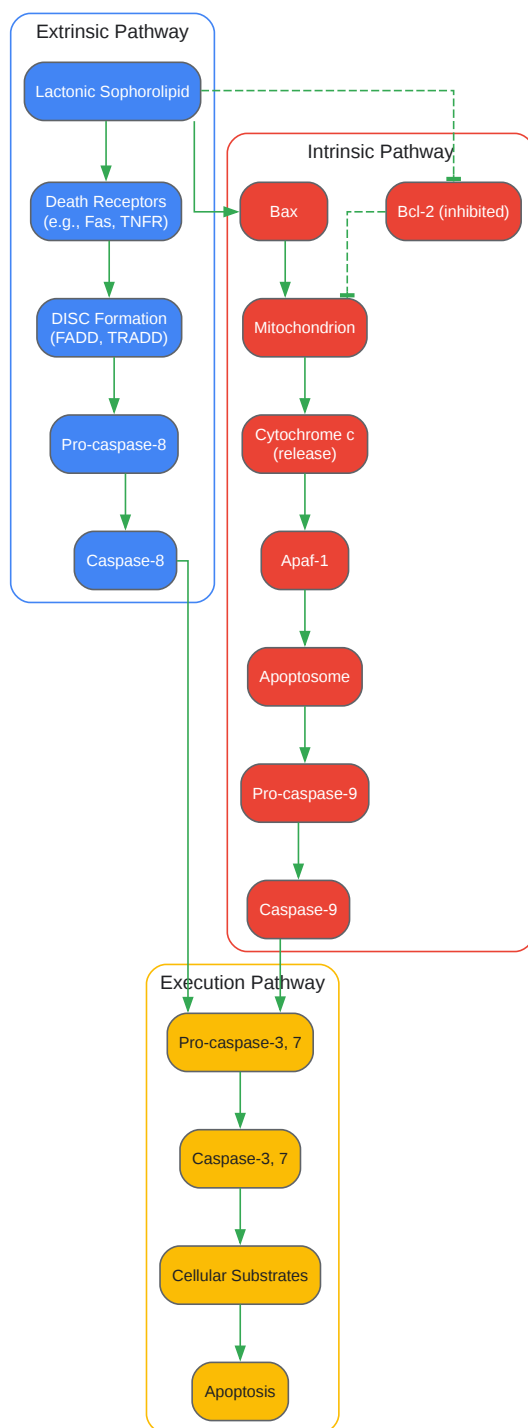 Extrinsic Pathway
Lactonic Sophorolipid
Intrinsic Pathway
Death Receptors
(e.g., Fas, TNFR)
Bax
Bcl-2 (inhibited)
DISC Formation
(FADD, TRADD)
Mitochondrion
Pro-caspase-8
Cytochrome c
(release)
Caspase-8
Apaf-1
Apoptosome
Pro-caspase-9
Caspase-9
Execution Pathway
Pro-caspase-3, 7
Caspase-3, 7
Cellular Substrates
Apoptosis